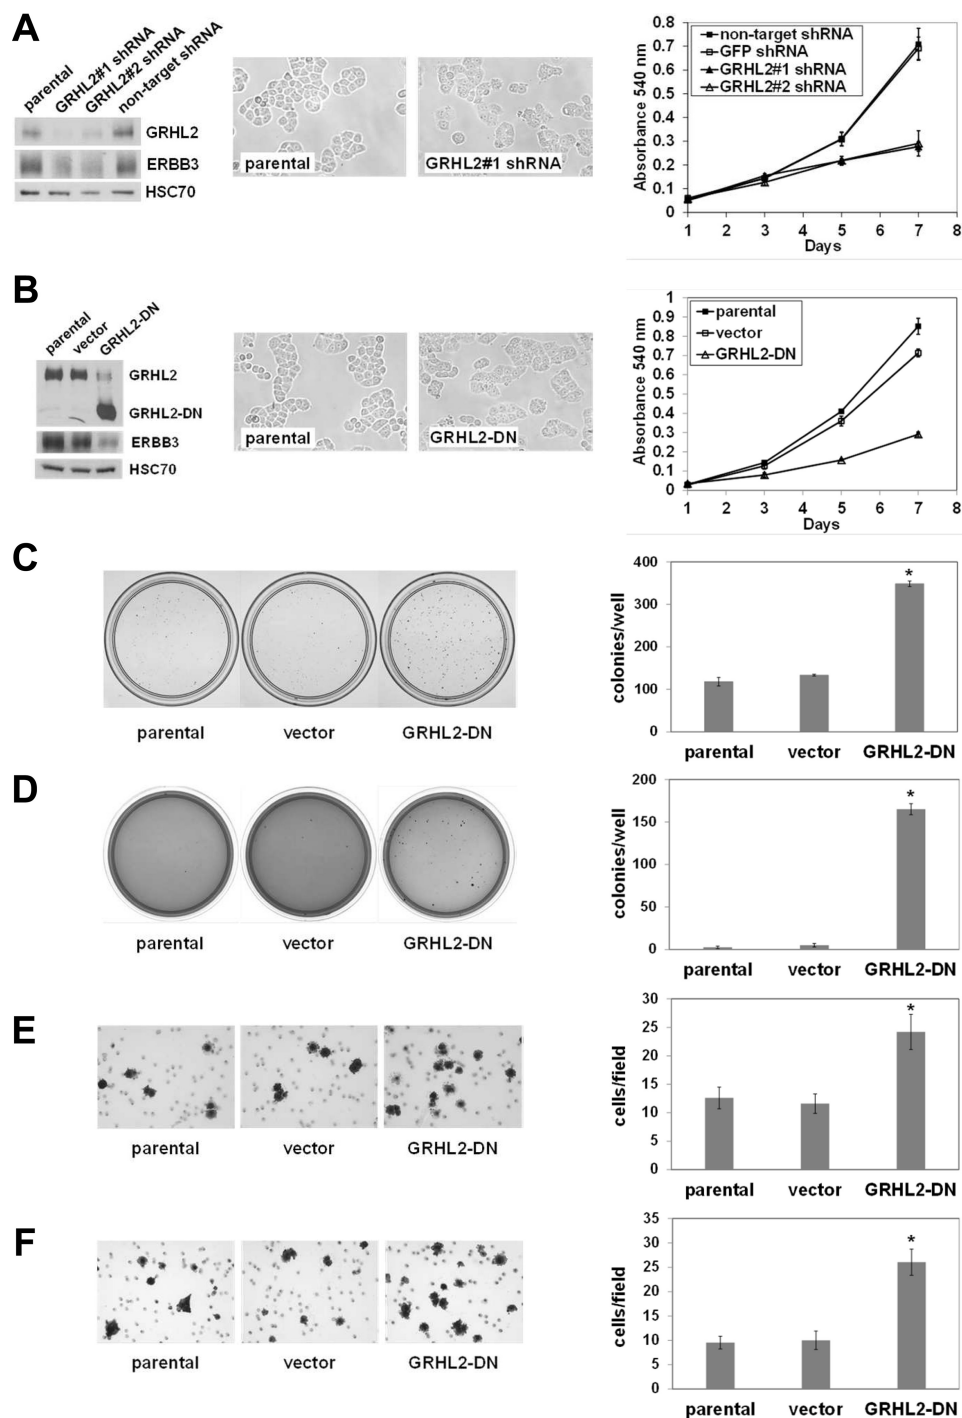 A
parental
GRHL2#1 shRNA
GRHL2#2 shRNA
non-target shRNA
GRHL2
ERBB3
HSC70
parental
GRHL2#1 shRNA
0.8
0.7
0.6
0.5
0.4
0.3
0.2
0.1
0
Absorbance 540 nm
non-target shRNA
GFP shRNA
GRHL2#1 shRNA
GRHL2#2 shRNA
1 2 3 4 5 6 7 8
Days
B
parental
vector
GRHL2-DN
GRHL2
GRHL2-DN
ERBB3
HSC70
parental
GRHL2-DN
1
0.9
0.8
0.7
0.6
0.5
0.4
0.3
0.2
0.1
0
Absorbance 540 nm
parental
vector
GRHL2-DN
1 2 3 4 5 6 7 8
Days
C
parental vector GRHL2-DN
400
300
200
100
0
colonies/well
*
parental vector GRHL2-DN
D
parental vector GRHL2-DN
200
150
100
50
0
colonies/well
*
parental vector GRHL2-DN
E
parental vector GRHL2-DN
30
25
20
15
10
5
0
cells/field
*
parental vector GRHL2-DN
F
parental vector GRHL2-DN
35
30
25
20
15
10
5
0
cells/field
*
parental vector GRHL2-DN